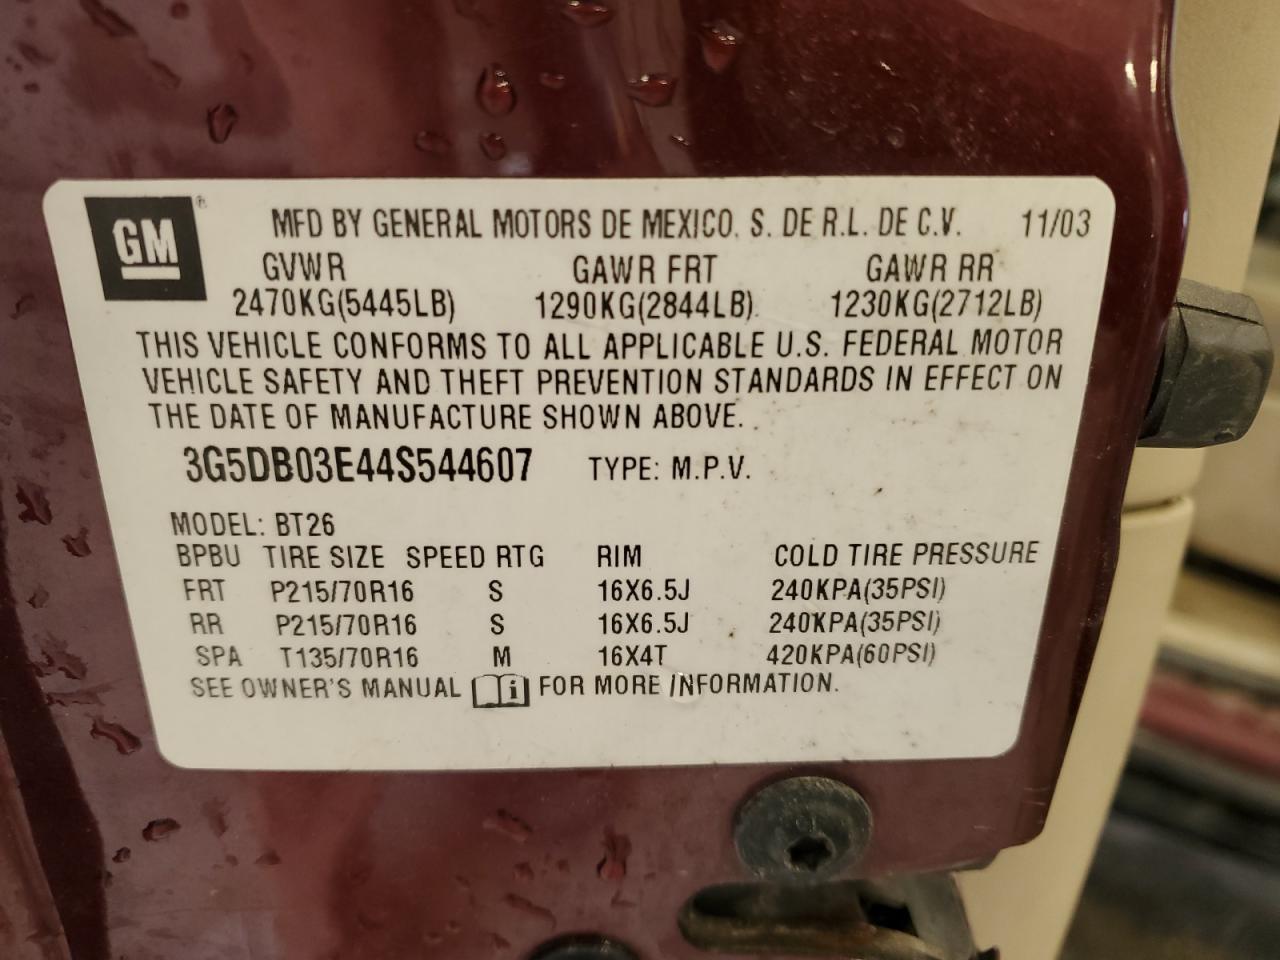 GM ® MFD BY GENERAL MOTORS DE MEXICO. S. DE R.L. DE C.V. 11/03
GVWR GAWR FRT GAWR RR
2470KG(5445LB) 1290KG(2844LB) 1230KG(2712LB)
THIS VEHICLE CONFORMS TO ALL APPLICABLE U.S. FEDERAL MOTOR
VEHICLE SAFETY AND THEFT PREVENTION STANDARDS IN EFFECT ON
THE DATE OF MANUFACTURE SHOWN ABOVE.
3G5DB03E44S544607 TYPE: M.P.V.
MODEL: BT26
BPBU TIRE SIZE SPEED RTG RIM COLD TIRE PRESSURE
FRT P215/70R16 S 16X6.5J 240KPA(35PSI)
RR P215/70R16 S 16X6.5J 240KPA(35PSI)
SPA T135/70R16 M 16X4T 420KPA(60PSI)
SEE OWNER'S MANUAL i FOR MORE INFORMATION.